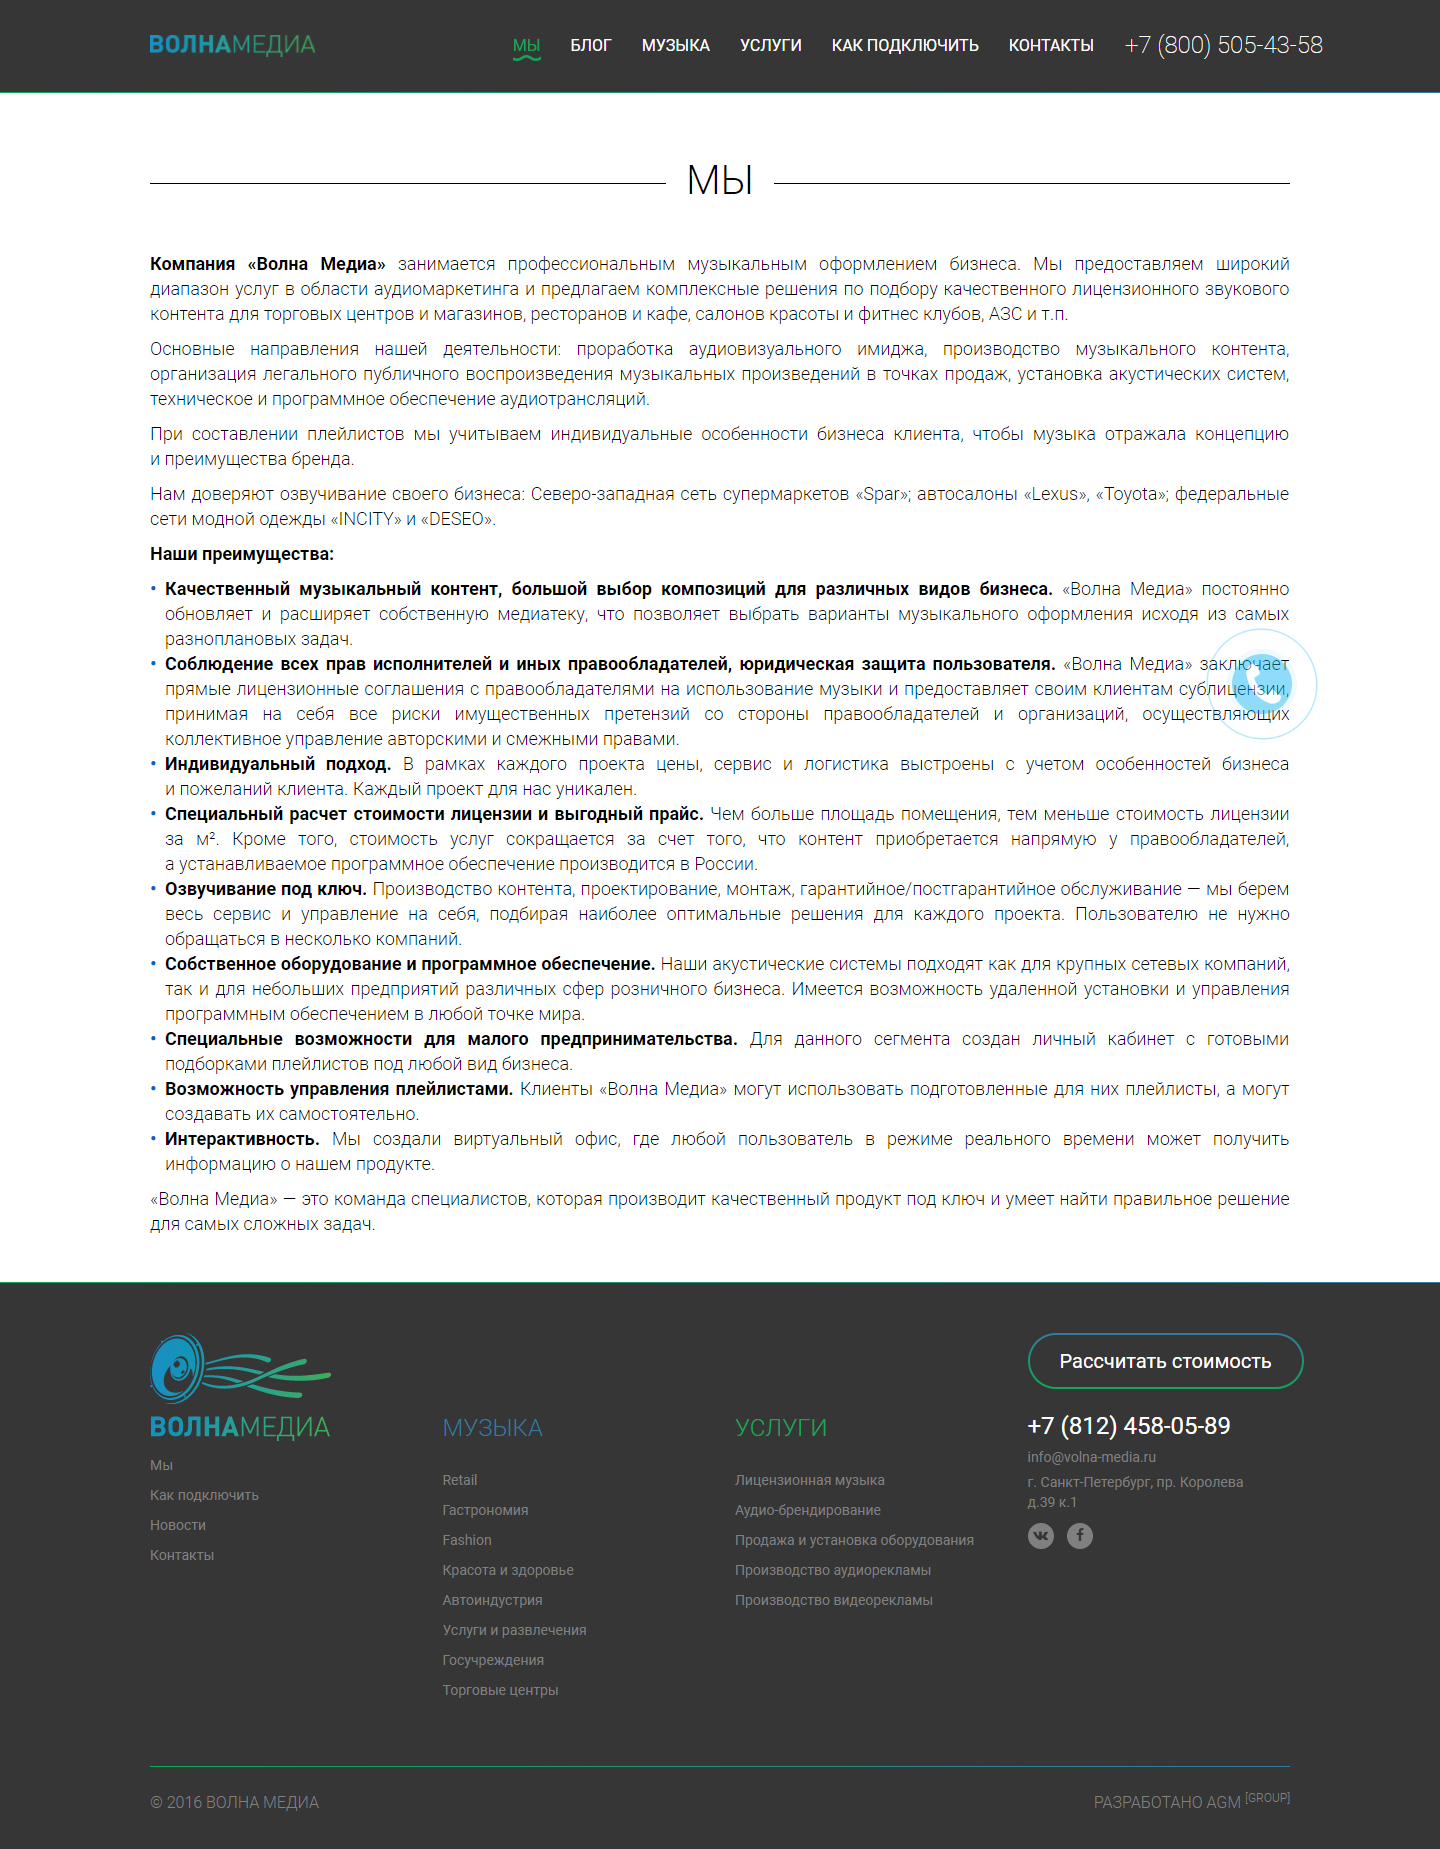 ВОЛНАМЕДИА
МЫ БЛОГ МУЗЫКА УСЛУГИ КАК ПОДКЛЮЧИТЬ КОНТАКТЫ +7 (800) 505-43-58
МЫ
Компания «Волна Медиа» занимается профессиональным музыкальным оформлением бизнеса. Мы предоставляем широкий
диапазон услуг в области аудиомаркетинга и предлагаем комплексные решения по подбору качественного лицензионного звукового
контента для торговых центров и магазинов, ресторанов и кафе, салонов красоты и фитнес клубов, АЗС и т.п.
Основные направления нашей деятельности: проработка аудиовизуального имиджа, производство музыкального контента,
организация легального публичного воспроизведения музыкальных произведений в точках продаж, установка акустических систем,
техническое и программное обеспечение аудиотрансляций.
При составлении плейлистов мы учитываем индивидуальные особенности бизнеса клиента, чтобы музыка отражала концепцию
и преимущества бренда.
Нам доверяют озвучивание своего бизнеса: Северо-западная сеть супермаркетов «Spar»; автосалоны «Lexus», «Toyota»; федеральные
сети модной одежды «INCITY» и «DESEO».
Наши преимущества:
• Качественный музыкальный контент, большой выбор композиций для различных видов бизнеса. «Волна Медиа» постоянно
обновляет и расширяет собственную медиатеку, что позволяет выбрать варианты музыкального оформления исходя из самых
разноплановых задач.
• Соблюдение всех прав исполнителей и иных правообладателей, юридическая защита пользователя. «Волна Медиа» заключает
прямые лицензионные соглашения с правообладателями на использование музыки и предоставляет своим клиентам сублицензии,
принимая на себя все риски имущественных претензий со стороны правообладателей и организаций, осуществляющих
коллективное управление авторскими и смежными правами.
• Индивидуальный подход. В рамках каждого проекта цены, сервис и логистика выстроены с учетом особенностей бизнеса
и пожеланий клиента. Каждый проект для нас уникален.
• Специальный расчет стоимости лицензии и выгодный прайс. Чем больше площадь помещения, тем меньше стоимость лицензии
за м². Кроме того, стоимость услуг сокращается за счет того, что контент приобретается напрямую у правообладателей,
а устанавливаемое программное обеспечение производится в России.
• Озвучивание под ключ. Производство контента, проектирование, монтаж, гарантийное/постгарантийное обслуживание — мы берем
весь сервис и управление на себя, подбирая наиболее оптимальные решения для каждого проекта. Пользователю не нужно
обращаться в несколько компаний.
• Собственное оборудование и программное обеспечение. Наши акустические системы подходят как для крупных сетевых компаний,
так и для небольших предприятий различных сфер розничного бизнеса. Имеется возможность удаленной установки и управления
программным обеспечением в любой точке мира.
• Специальные возможности для малого предпринимательства. Для данного сегмента создан личный кабинет с готовыми
подборками плейлистов под любой вид бизнеса.
• Возможность управления плейлистами. Клиенты «Волна Медиа» могут использовать подготовленные для них плейлисты, а могут
создавать их самостоятельно.
• Интерактивность. Мы создали виртуальный офис, где любой пользователь в режиме реального времени может получить
информацию о нашем продукте.
«Волна Медиа» — это команда специалистов, которая производит качественный продукт под ключ и умеет найти правильное решение
для самых сложных задач.
ВОЛНАМЕДИА
Мы
Как подключить
Новости
Контакты
МУЗЫКА
Retail
Гастрономия
Fashion
Красота и здоровье
Автоиндустрия
Услуги и развлечения
Госучреждения
Торговые центры
УСЛУГИ
Лицензионная музыка
Аудио-брендирование
Продажа и установка оборудования
Производство аудиорекламы
Производство видеорекламы
Рассчитать стоимость
+7 (812) 458-05-89
info@volna-media.ru
г. Санкт-Петербург, пр. Королева
д.39 к.1
© 2016 ВОЛНА МЕДИА
РАЗРАБОТАНО AGM [GROUP]